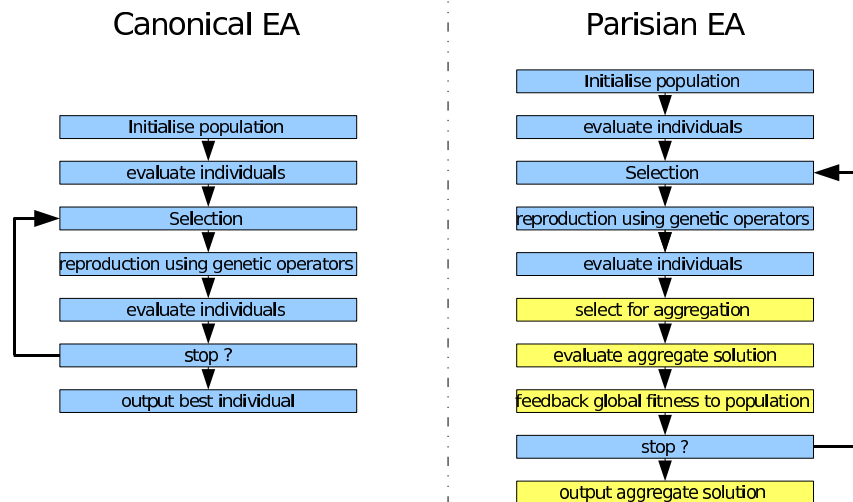 Canonical EA
Initialise population
evaluate individuals
Selection
reproduction using genetic operators
evaluate individuals
stop ?
output best individual
Parisian EA
Initialise population
evaluate individuals
Selection
reproduction using genetic operators
evaluate individuals
select for aggregation
evaluate aggregate solution
feedback global fitness to population
stop ?
output aggregate solution